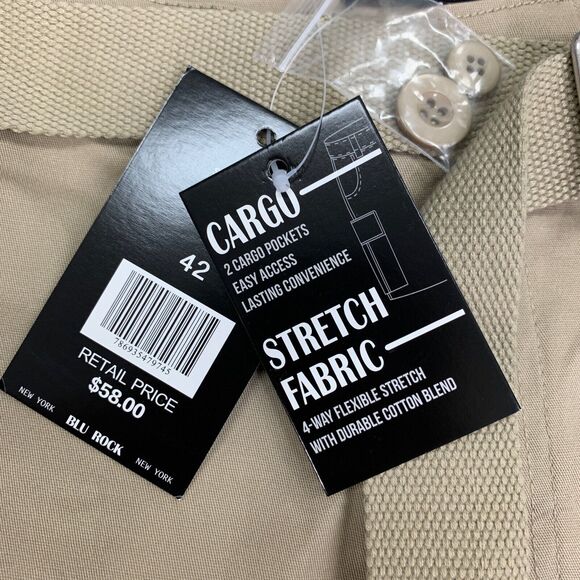 42
786935479745
RETAIL PRICE
$58.00
NEW YORK BLU ROCK NEW YORK
CARGO
2 CARGO POCKETS
EASY ACCESS
LASTING CONVENIENCE
STRETCH
FABRIC
4-WAY FLEXIBLE STRETCH
WITH DURABLE COTTON BLEND